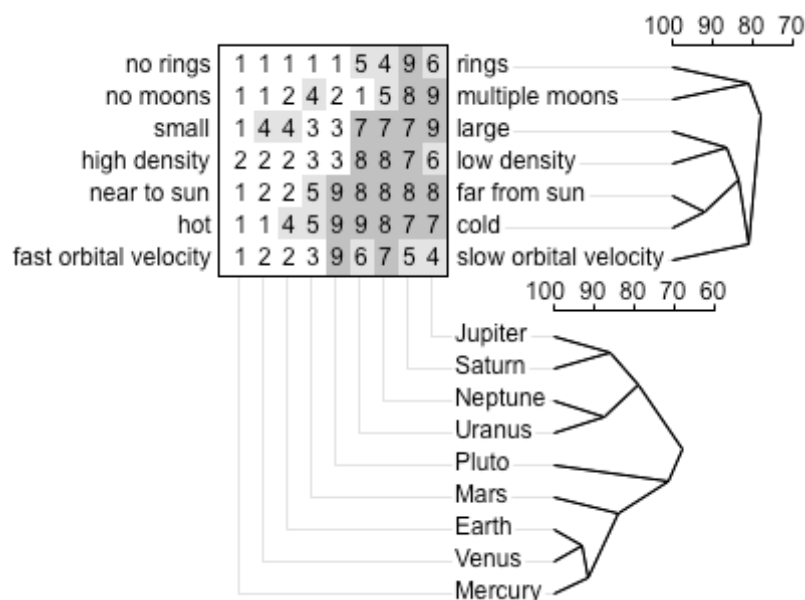 100 90 80 70
no rings 1 1 1 1 1 5 4 9 6 rings
no moons 1 1 2 4 2 1 5 8 9 multiple moons
small 1 4 4 3 3 7 7 7 9 large
high density 2 2 2 3 3 8 8 7 6 low density
near to sun 1 2 2 5 9 8 8 8 8 far from sun
hot 1 1 4 5 9 9 8 7 7 cold
fast orbital velocity 1 2 2 3 9 6 7 5 4 slow orbital velocity
100 90 80 70 60
Jupiter
Saturn
Neptune
Uranus
Pluto
Mars
Earth
Venus
Mercury